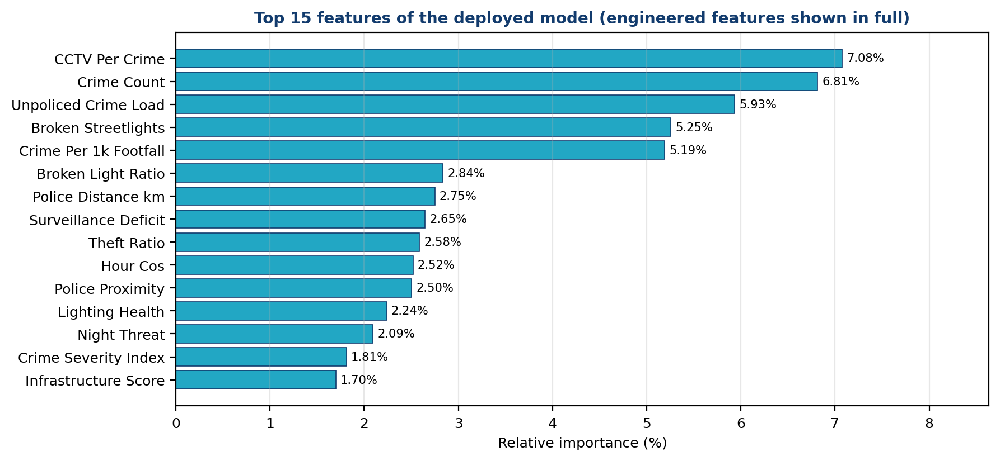 Top 15 features of the deployed model (engineered features shown in full)
CCTV Per Crime 7.08%
Crime Count 6.81%
Unpoliced Crime Load 5.93%
Broken Streetlights 5.25%
Crime Per 1k Footfall 5.19%
Broken Light Ratio 2.84%
Police Distance km 2.75%
Surveillance Deficit 2.65%
Theft Ratio 2.58%
Hour Cos 2.52%
Police Proximity 2.50%
Lighting Health 2.24%
Night Threat 2.09%
Crime Severity Index 1.81%
Infrastructure Score 1.70%
0 1 2 3 4 5 6 7 8
Relative importance (%)